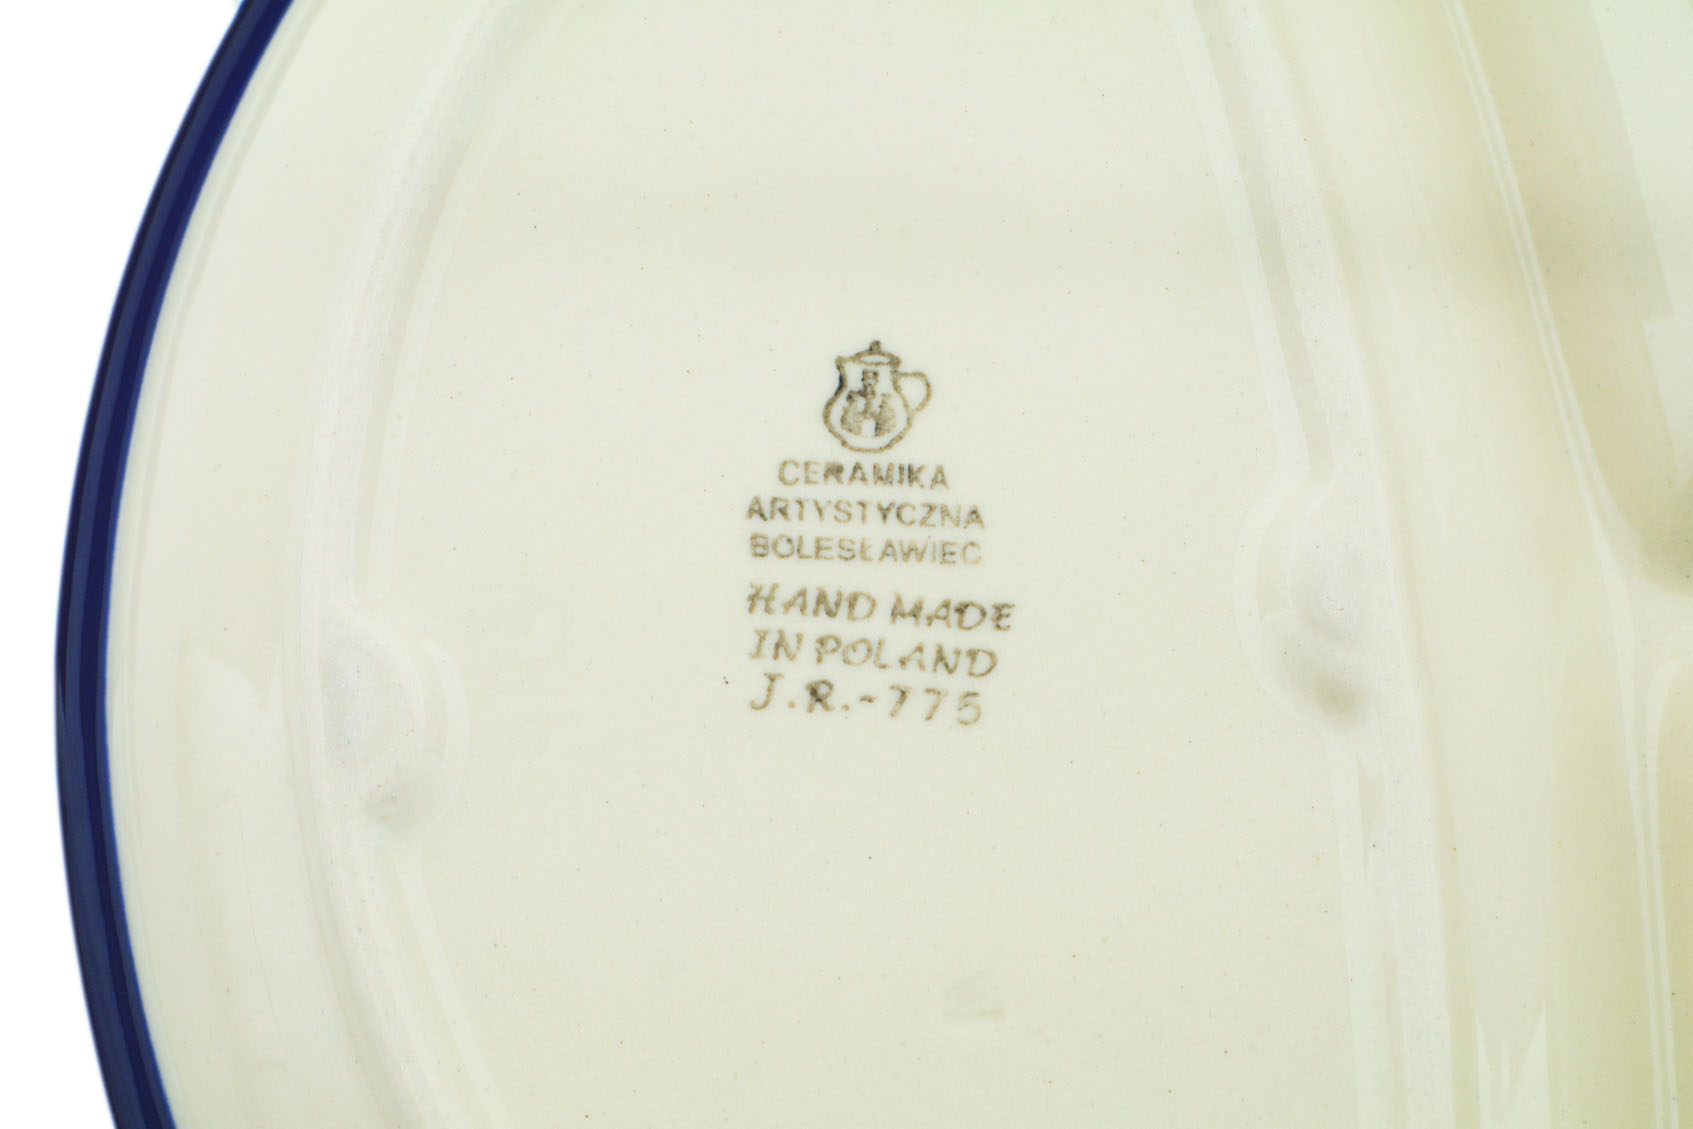 CERAMIKA
ARTYSTYCZNA
BOLESŁAWIEC
HAND MADE
IN POLAND
J.R.-775